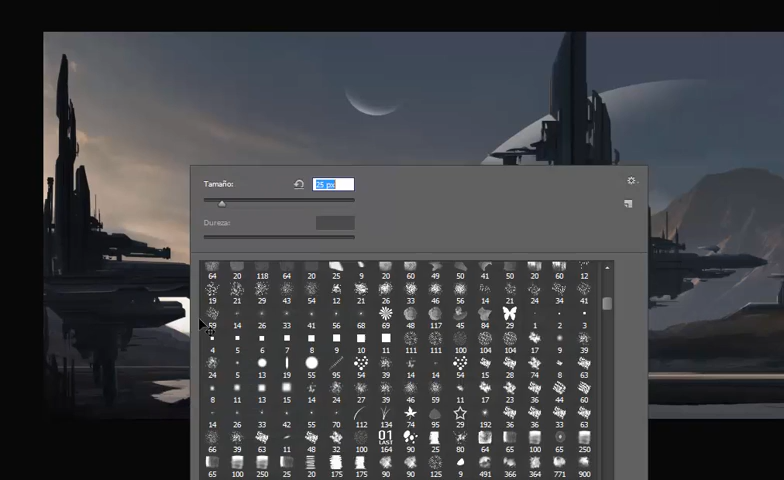 Tamaño:
25 px
Dureza:
64 20 118 64 20 25 9 20 60 49 50 41 50 20 60 12
19 21 29 43 54 12 21 26 33 46 56 14 21 24 34 41
59 14 26 33 41 56 68 69 48 117 45 84 29 1 2 3
4 5 6 7 8 9 10 11 111 111 100 104 104 17 9 39
24 5 13 19 95 54 39 14 54 15 28 74 8 63
8 11 13 15 14 24 27 39 46 59 11 17 23 36 44 60
14 26 33 42 55 70 112 134 74 95 29 192 36 36 63
01
LAST
66 39 63 11 48 32 100 164 90 25 80 64 65 100 65 250
65 100 250 25 20 175 175 90 90 125 9 491 366 364 771 900